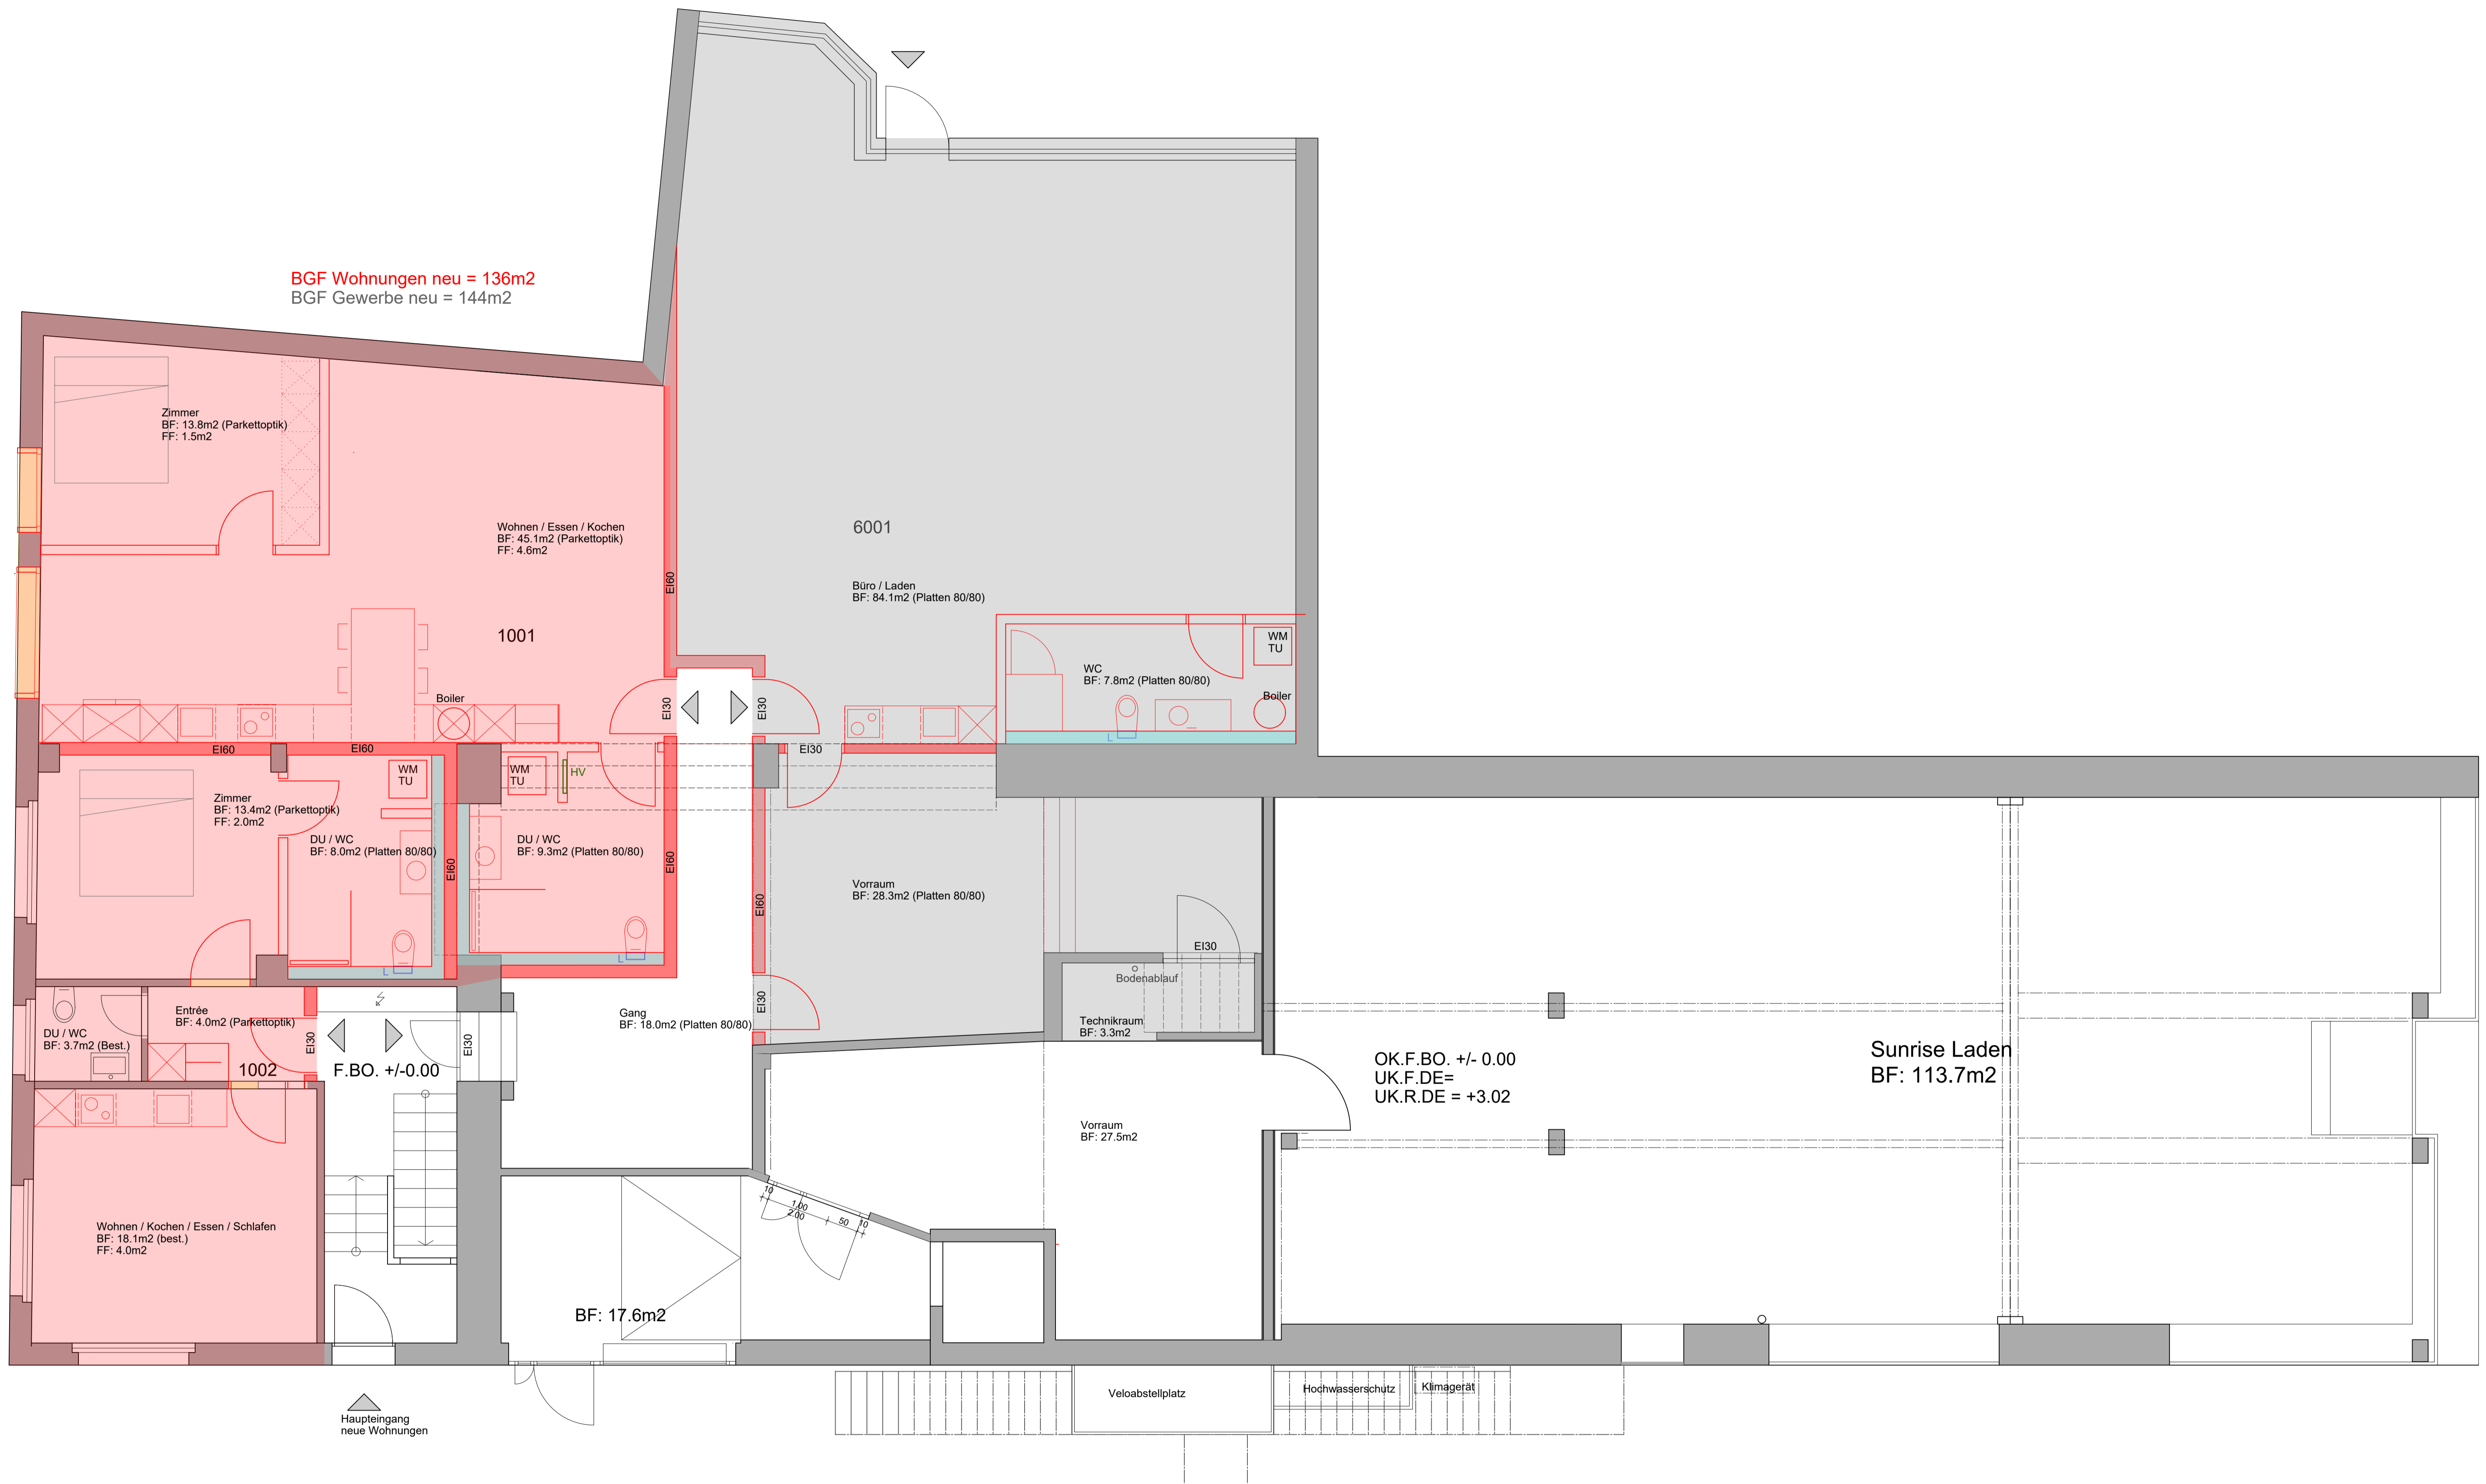 BGF Wohnungen neu = 136m2
BGF Gewerbe neu = 144m2
Zimmer
BF: 13.8m2 (Parkettoptik)
FF: 1.5m2
Wohnen / Essen / Kochen
BF: 45.1m2 (Parkettoptik)
FF: 4.6m2
6001
EI60
Büro / Laden
BF: 84.1m2 (Platten 80/80)
1001
WM
TU
WC
BF: 7.8m2 (Platten 80/80)
Boiler
Boiler
EI30
EI30
L
EI60
EI60
EI30
WM
TU
WM
TU
HV
Zimmer
BF: 13.4m2 (Parkettoptik)
FF: 2.0m2
DU / WC
BF: 8.0m2 (Platten 80/80)
EI60
DU / WC
BF: 9.3m2 (Platten 80/80)
EI60
Vorraum
BF: 28.3m2 (Platten 80/80)
EI60
EI30
L
L
Bodenablauf
Entrée
BF: 4.0m2 (Parkettoptik)
DU / WC
BF: 3.7m2 (Best.)
EI30
EI30
Gang
BF: 18.0m2 (Platten 80/80)
EI30
Technikraum
BF: 3.3m2
1002
F.BO. +/-0.00
OK.F.BO. +/- 0.00
UK.F.DE=
UK.R.DE = +3.02
Sunrise Laden
BF: 113.7m2
Vorraum
BF: 27.5m2
10
1.00
2.00
50
10
Wohnen / Kochen / Essen / Schlafen
BF: 18.1m2 (best.)
FF: 4.0m2
BF: 17.6m2
Veloabstellplatz
Hochwasserschutz
Klimagerät
Haupteingang
neue Wohnungen